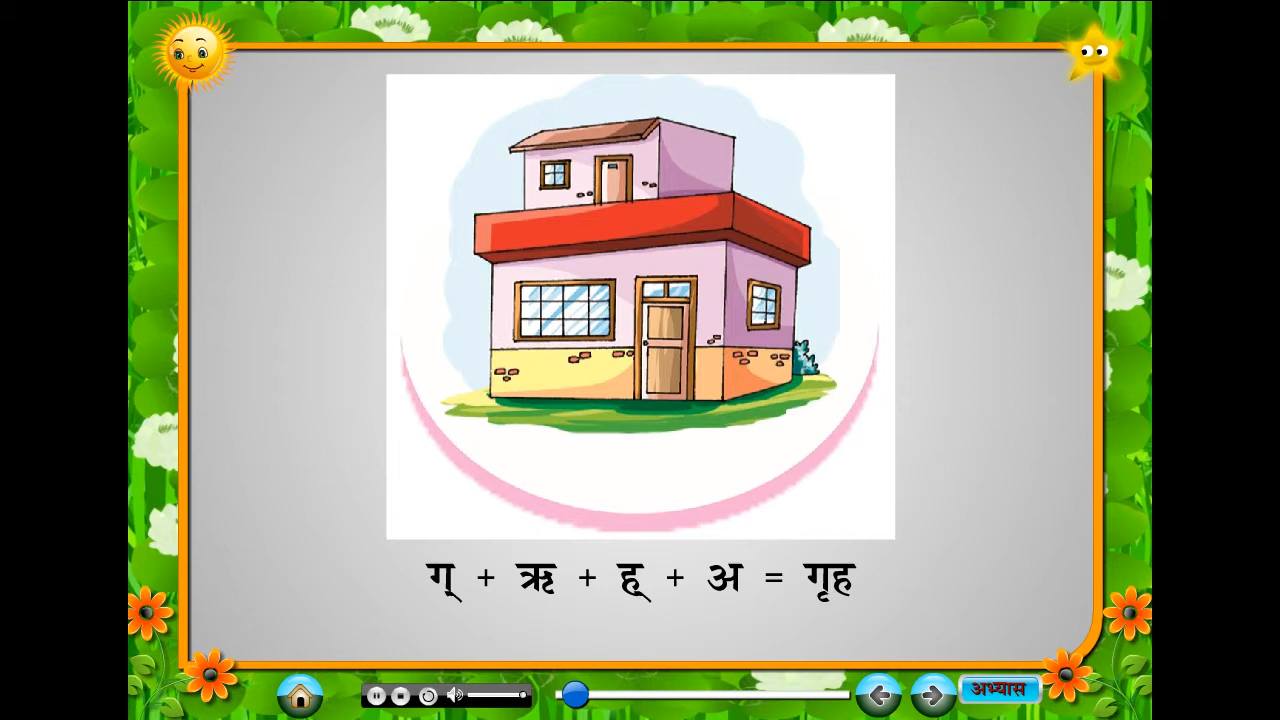 ग् + ऋ + ह् + अ = गृह
अभ्यास